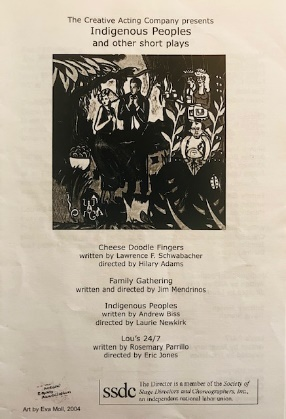 The Creative Acting Company presents
Indigenous Peoples
and other short plays
Cheese Doodle Fingers
written by Lawrence F. Schwabacher
directed by Hilary Adams
Family Gathering
written and directed by Jim Mendrinos
Indigenous Peoples
written by Andrew Biss
directed by Laurie Newkirk
Lou's 24/7
written by Rosemary Parrillo
directed by Eric Jones
ssdc
The Director is a member of the Society of
Stage Directors and Choreographers, Inc.,
an independent national labor union.
Art by Eva Moll, 2004